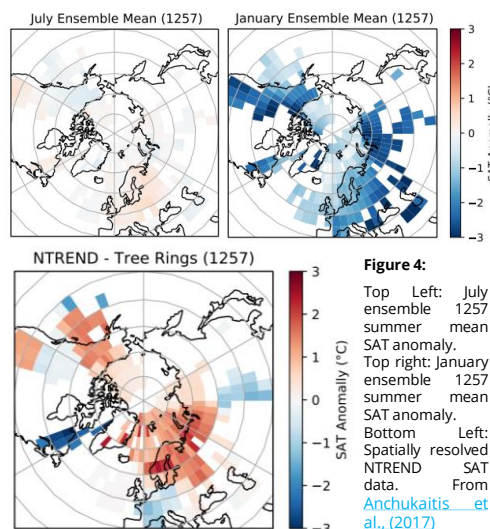 July Ensemble Mean (1257)
January Ensemble Mean (1257)
3
2
1
0
−1
−2
−3
NTREND - Tree Rings (1257)
3
2
1
0
−1
−2
−3
SAT Anomally (°C)
Figure 4:
Top Left: July
ensemble 1257
summer mean
SAT anomaly.
Top right: January
ensemble 1257
summer mean
SAT anomaly.
Bottom Left:
Spatially resolved
NTREND SAT
data. From
Anchukaitis et
al., (2017)